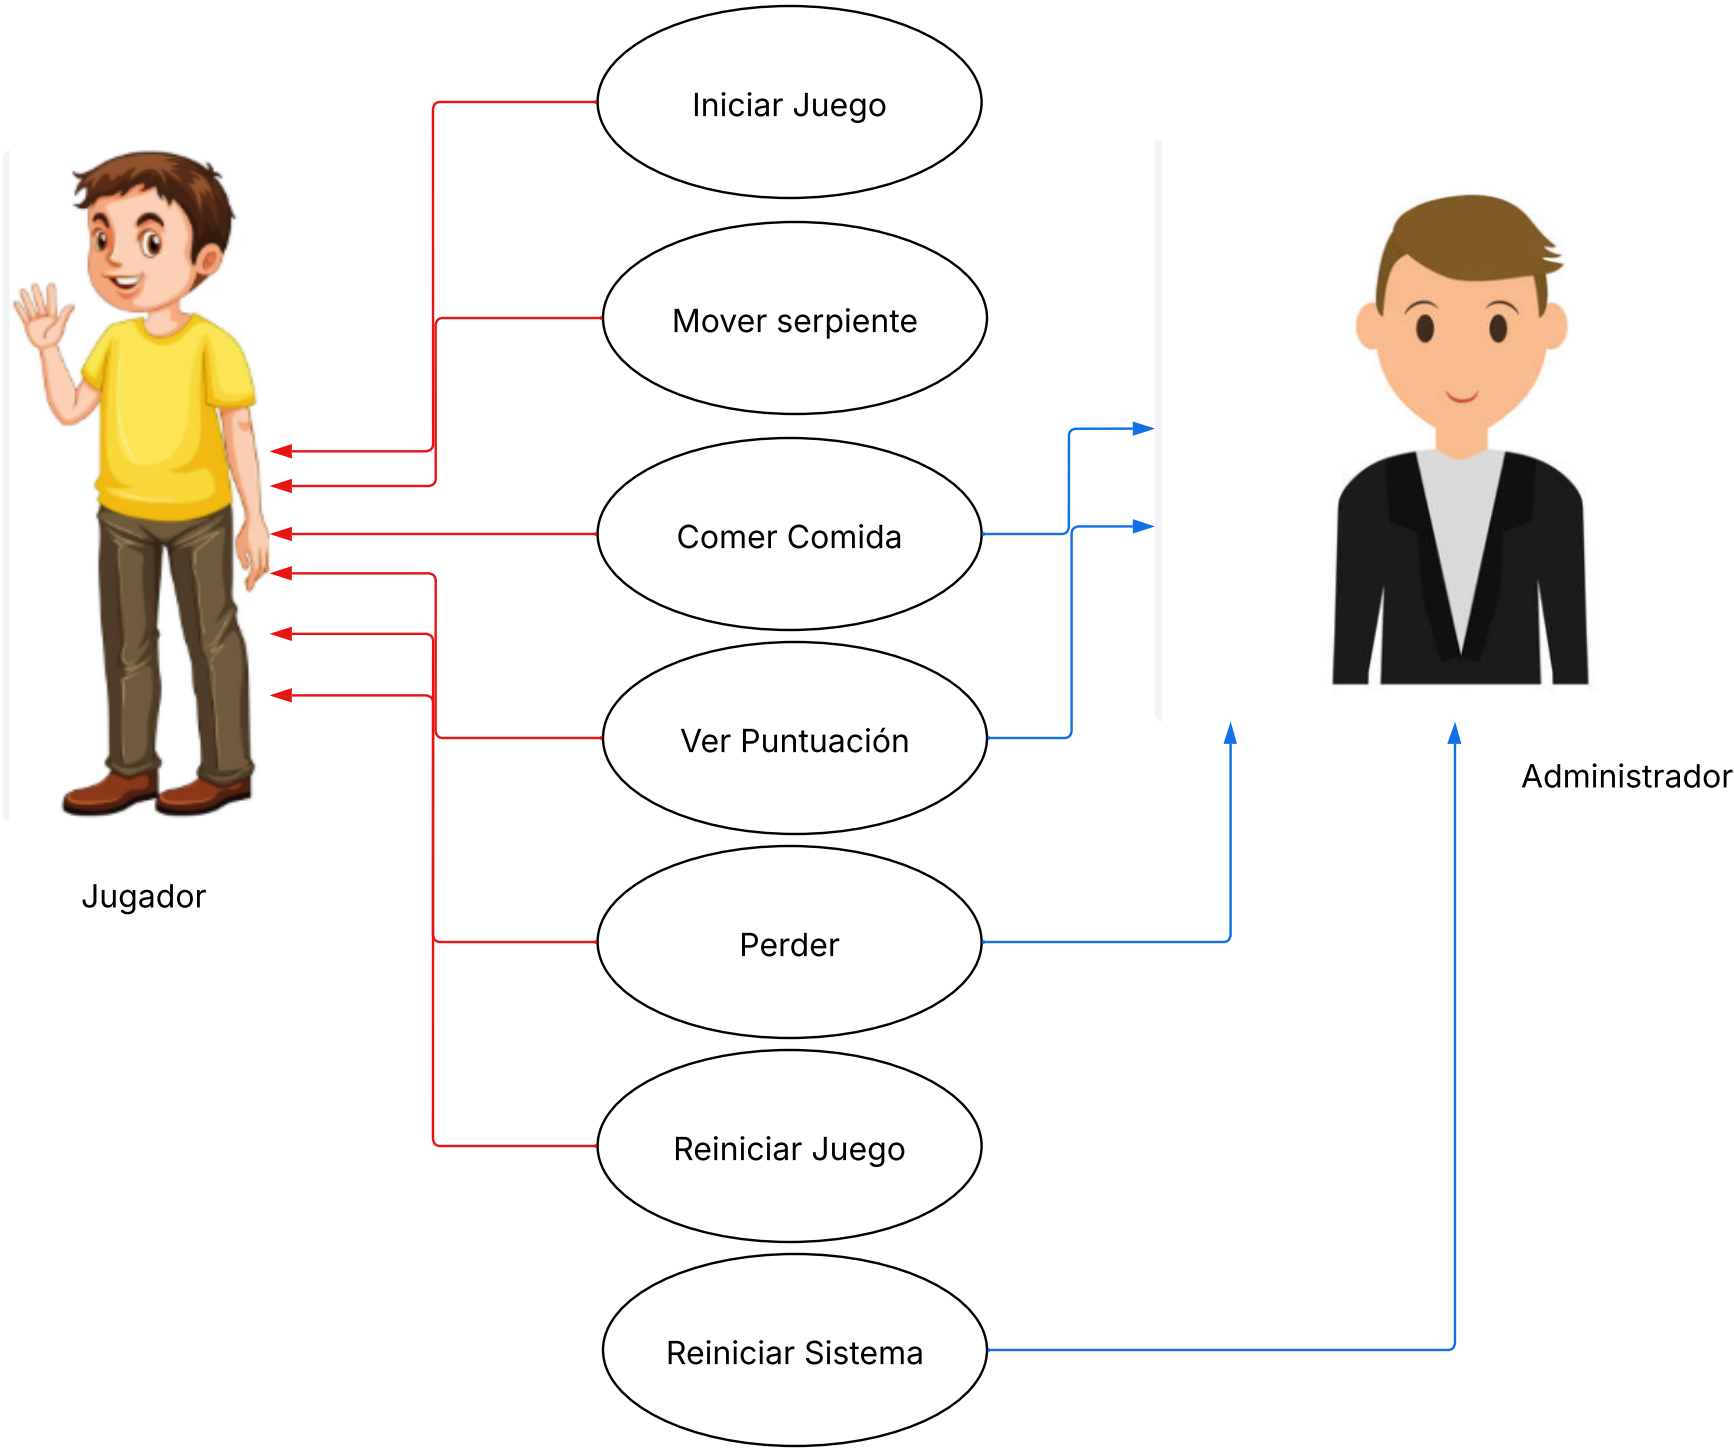 Iniciar Juego
Mover serpiente
Comer Comida
Ver Puntuación
Administrador
Jugador
Perder
Reiniciar Juego
Reiniciar Sistema